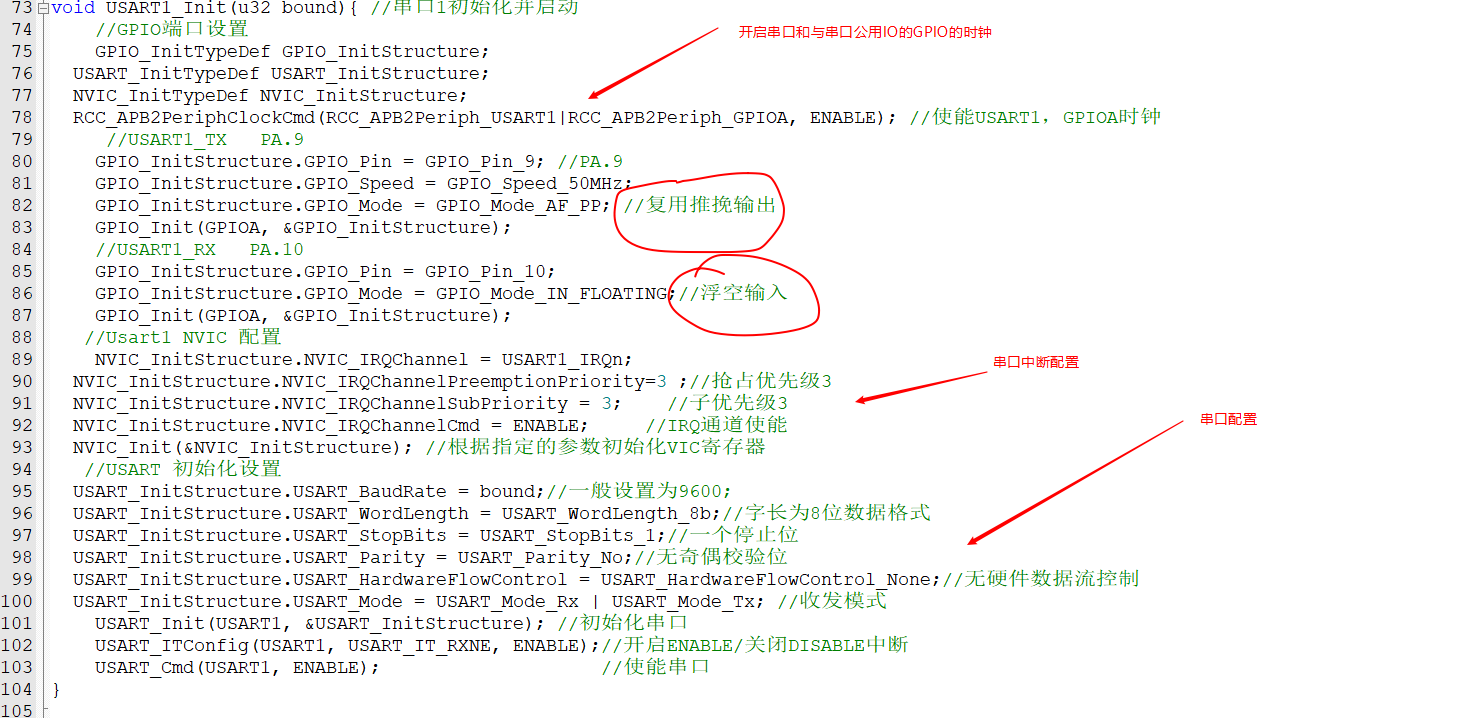 73 void USART1_Init(u32 bound){ //串口1初始化并启动
74 //GPIO端口设置
开启串口和与串口公用IO的GPIO的时钟
75 GPIO_InitTypeDef GPIO_InitStructure;
76 USART_InitTypeDef USART_InitStructure;
77 NVIC_InitTypeDef NVIC_InitStructure;
78 RCC_APB2PeriphClockCmd(RCC_APB2Periph_USART1|RCC_APB2Periph_GPIOA, ENABLE); //使能USART1，GPIOA时钟
79 //USART1_TX   PA.9
80 GPIO_InitStructure.GPIO_Pin = GPIO_Pin_9; //PA.9
81 GPIO_InitStructure.GPIO_Speed = GPIO_Speed_50MHz;
82 GPIO_InitStructure.GPIO_Mode = GPIO_Mode_AF_PP; //复用推挽输出
83 GPIO_Init(GPIOA, &GPIO_InitStructure);
84 //USART1_RX   PA.10
85 GPIO_InitStructure.GPIO_Pin = GPIO_Pin_10;
86 GPIO_InitStructure.GPIO_Mode = GPIO_Mode_IN_FLOATING;//浮空输入
87 GPIO_Init(GPIOA, &GPIO_InitStructure);
88 //Usart1 NVIC 配置
89 NVIC_InitStructure.NVIC_IRQChannel = USART1_IRQn;
串口中断配置
90 NVIC_InitStructure.NVIC_IRQChannelPreemptionPriority=3 ;//抢占优先级3
91 NVIC_InitStructure.NVIC_IRQChannelSubPriority = 3;     //子优先级3
92 NVIC_InitStructure.NVIC_IRQChannelCmd = ENABLE;     //IRQ通道使能
串口配置
93 NVIC_Init(&NVIC_InitStructure); //根据指定的参数初始化VIC寄存器
94 //USART 初始化设置
95 USART_InitStructure.USART_BaudRate = bound;//一般设置为9600;
96 USART_InitStructure.USART_WordLength = USART_WordLength_8b;//字长为8位数据格式
97 USART_InitStructure.USART_StopBits = USART_StopBits_1;//一个停止位
98 USART_InitStructure.USART_Parity = USART_Parity_No;//无奇偶校验位
99 USART_InitStructure.USART_HardwareFlowControl = USART_HardwareFlowControl_None;//无硬件数据流控制
100 USART_InitStructure.USART_Mode = USART_Mode_Rx | USART_Mode_Tx; //收发模式
101 USART_Init(USART1, &USART_InitStructure); //初始化串口
102 USART_ITConfig(USART1, USART_IT_RXNE, ENABLE);//开启ENABLE/关闭DISABLE中断
103 USART_Cmd(USART1, ENABLE);                    //使能串口
104 }
105